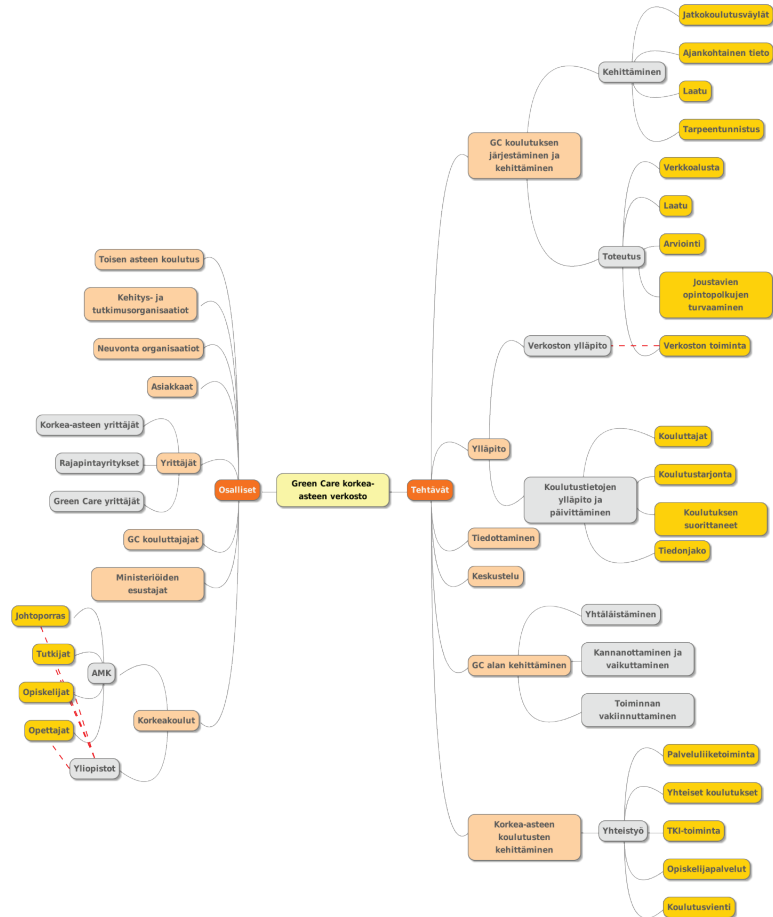 Green Care korkea-
asteen verkosto
Osalliset
Toisen asteen koulutus
Kehitys- ja
tutkimusorganisaatiot
Neuvonta organisaatiot
Asiakkaat
Yrittäjät
Korkea-asteen yrittäjät
Rajapintayritykset
Green Care yrittäjät
GC kouluttajajat
Ministeriöiden
esustajat
Korkeakoulut
AMK
Johtoporras
Tutkijat
Opiskelijat
Opettajat
Yliopistot
Tehtävät
GC koulutuksen
järjestäminen ja
kehittäminen
Kehittäminen
Jatkokoulutusväylät
Ajankohtainen tieto
Laatu
Tarpeentunnistus
Toteutus
Verkkoalusta
Laatu
Arviointi
Joustavien
opintopolkujen
turvaaminen
Verkoston toiminta
Ylläpito
Verkoston ylläpito
Koulutustietojen
ylläpito ja
päivittäminen
Kouluttajat
Koulutustarjonta
Koulutuksen
suorittaneet
Tiedonjako
Tiedottaminen
Keskustelu
GC alan kehittäminen
Yhtäläistäminen
Kannanottaminen ja
vaikuttaminen
Toiminnan
vakiinnuttaminen
Korkea-asteen
koulutusten
kehittäminen
Yhteistyö
Palveluliiketoiminta
Yhteiset koulutukset
TKI-toiminta
Opiskelijapalvelut
Koulutusvienti